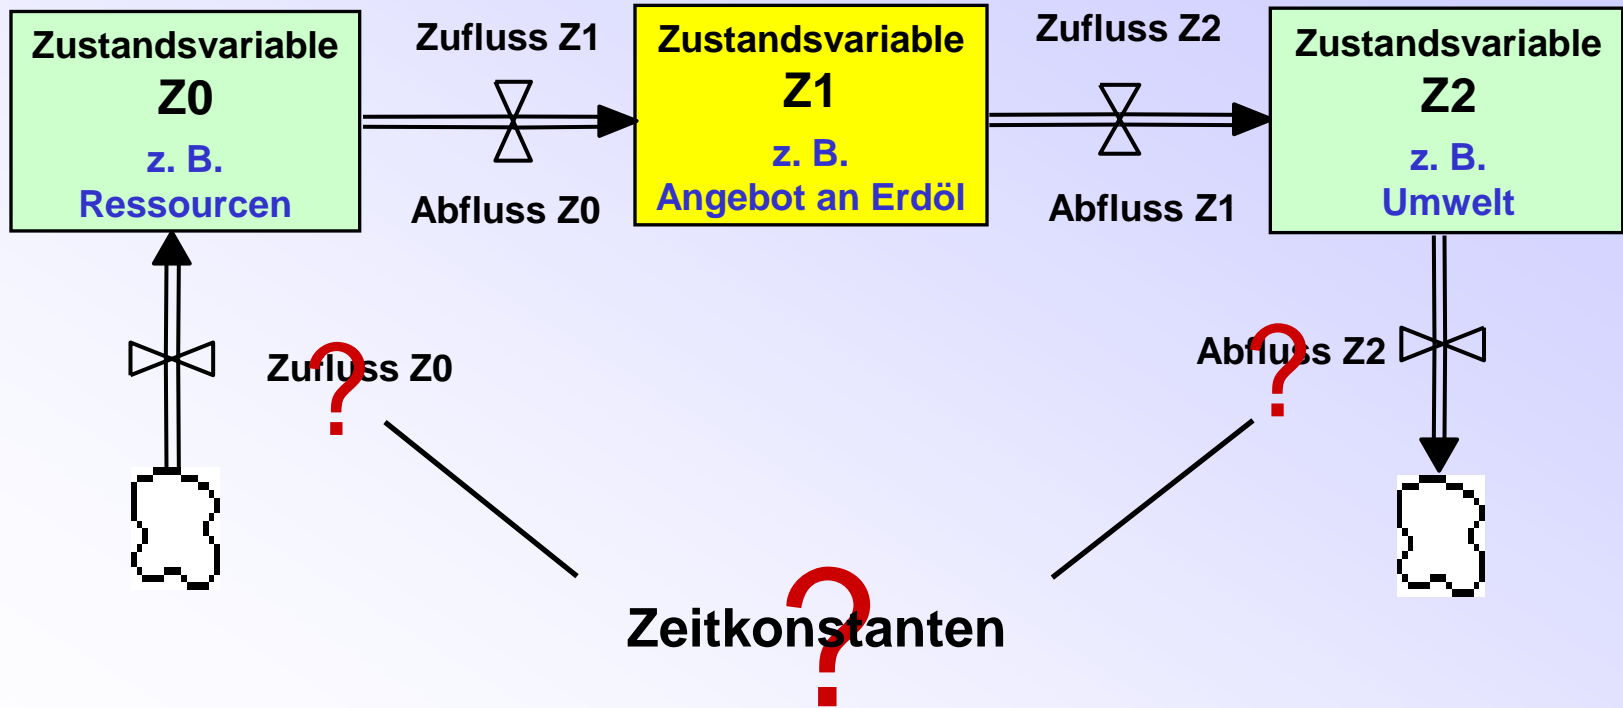 Zustandsvariable
Z0
z. B.
Ressourcen
Zufluss Z1
Abfluss Z0
Zustandsvariable
Z1
z. B.
Angebot an Erdöl
Zufluss Z2
Abfluss Z1
Zustandsvariable
Z2
z. B.
Umwelt
Zufluss Z0
?
Abfluss Z2
?
Zeitkonstanten
?